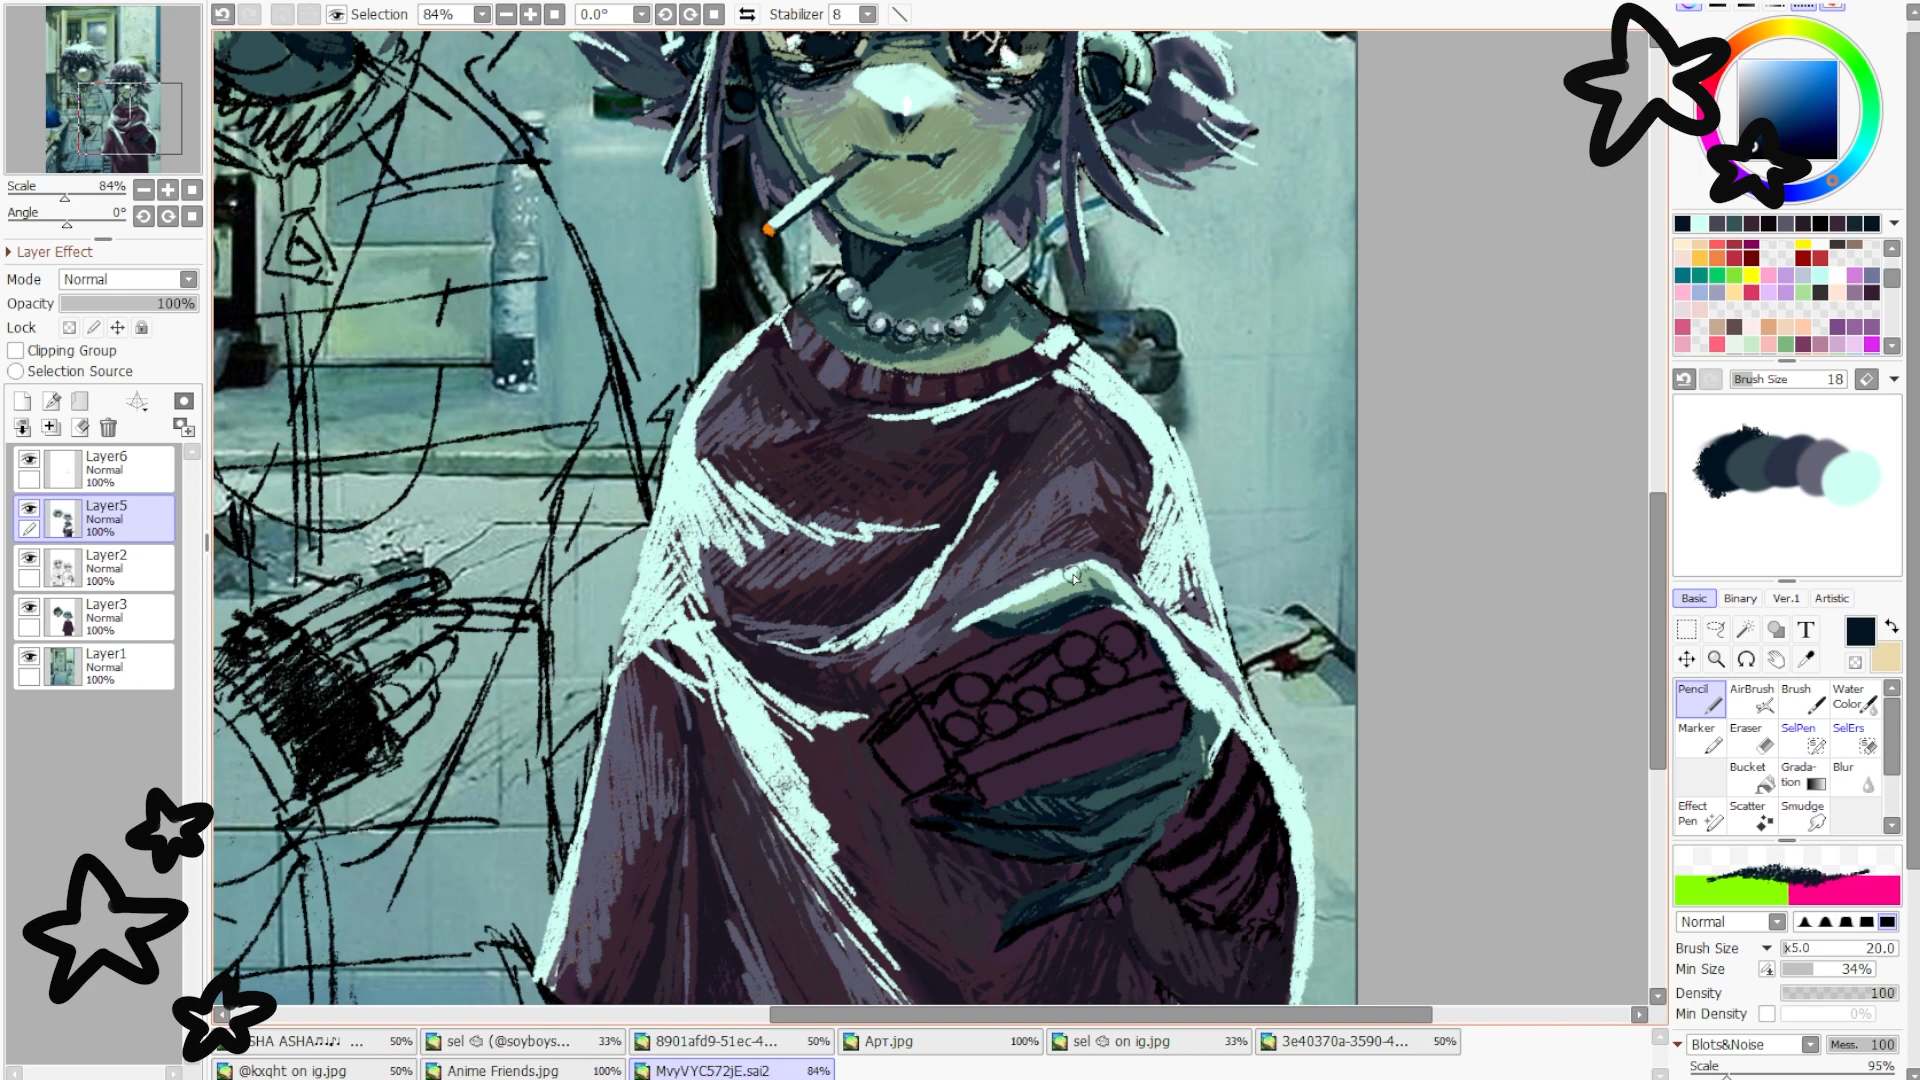 Selection 84% 0.0° Stabilizer 8
Scale 84%
Angle 0°
Layer Effect
Mode Normal
Opacity 100%
Lock
Clipping Group
Selection Source
Layer6
Normal
100%
Layer5
Normal
100%
Layer2
Normal
100%
Layer3
Normal
100%
Layer1
Normal
100%
Brush Size 18
Basic Binary Ver.1 Artistic
T
Pencil AirBrush Brush Water Color
Marker Eraser SelPen SelErs
Bucket Grada-tion Blur
Effect Pen Scatter Smudge
Normal
Brush Size x5.0 20.0
Min Size 34%
Density 100
Min Density 0%
Blots&Noise Mess. 100
Scale 95%
SHA ASHA♬♩♪♩ ... 50%
sel (@soyboys... 33%
8901afd9-51ec-4... 50%
Арт.jpg 100%
sel on ig.jpg 33%
3e40370a-3590-4... 50%
@kxqht on ig.jpg 50%
Anime Friends.jpg 100%
MvyVYC572jE.sai2 84%